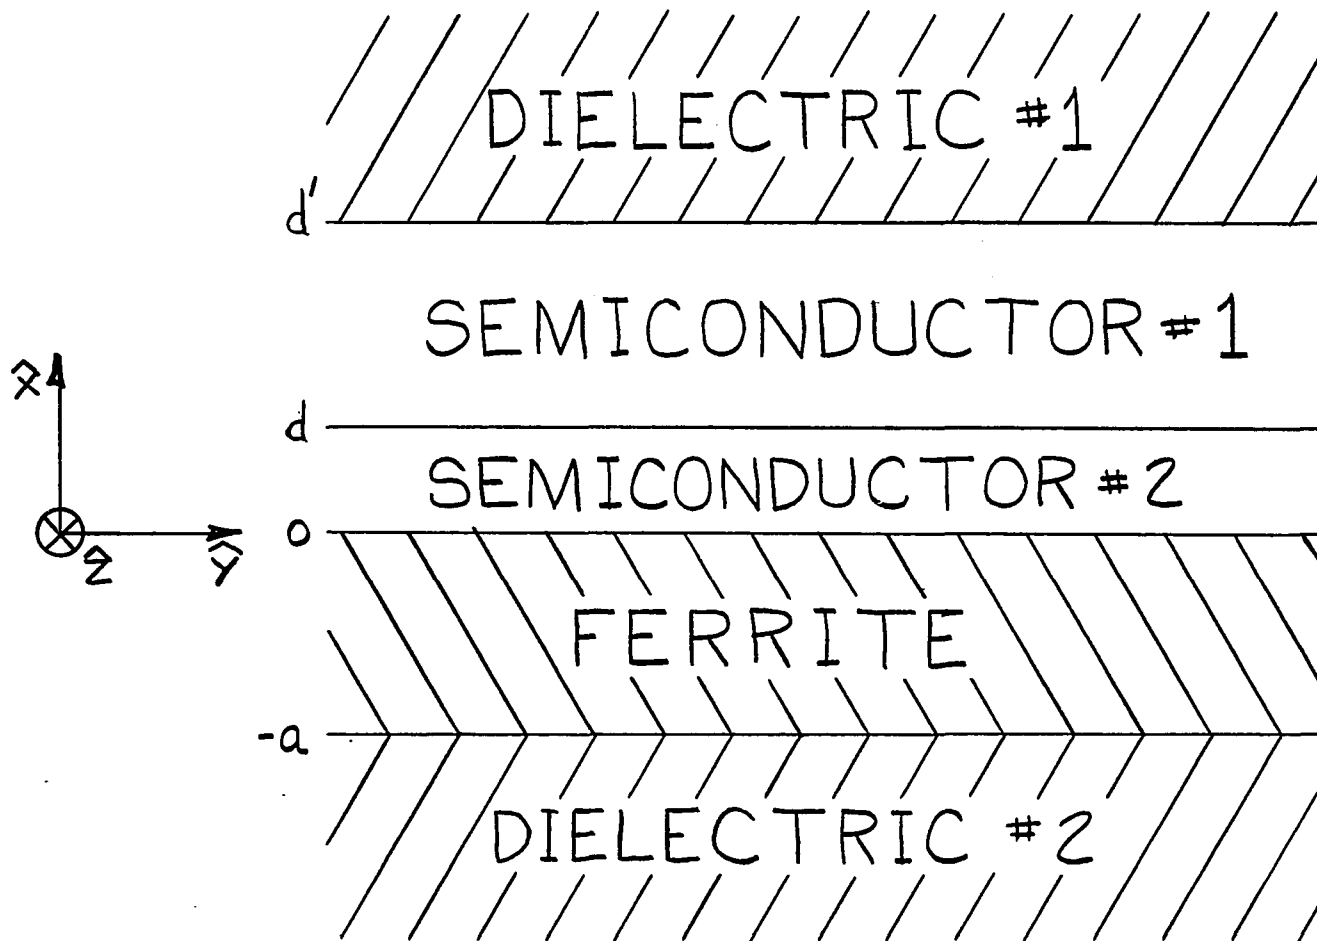 DIELECTRIC #1
d'
SEMICONDUCTOR #1
x̂
d
SEMICONDUCTOR #2
0
ẑ
ŷ
FERRITE
-a
DIELECTRIC #2